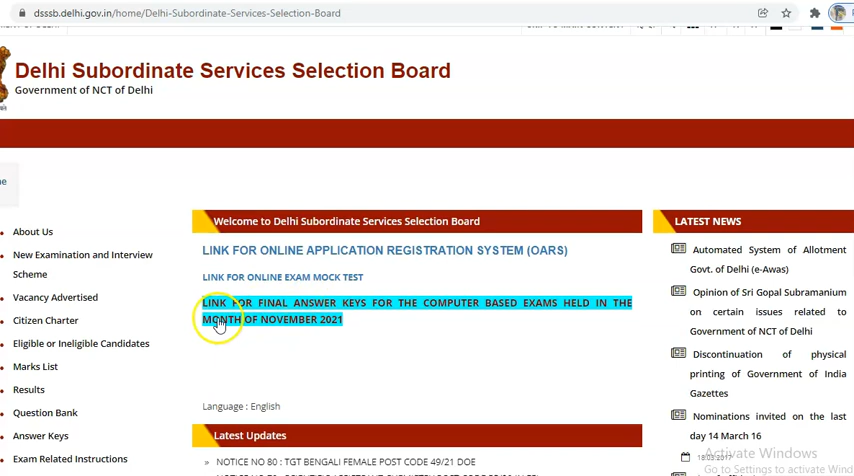 dsssb.delhi.gov.in/home/Delhi-Subordinate-Services-Selection-Board
Delhi Subordinate Services Selection Board
Government of NCT of Delhi
About Us
New Examination and Interview
Scheme
Vacancy Advertised
Citizen Charter
Eligible or Ineligible Candidates
Marks List
Results
Question Bank
Answer Keys
Exam Related Instructions
Welcome to Delhi Subordinate Services Selection Board
LINK FOR ONLINE APPLICATION REGISTRATION SYSTEM (OARS)
LINK FOR ONLINE EXAM MOCK TEST
LINK FOR FINAL ANSWER KEYS FOR THE COMPUTER BASED EXAMS HELD IN THE
MONTH OF NOVEMBER 2021
Language : English
Latest Updates
» NOTICE NO 80 : TGT BENGALI FEMALE POST CODE 49/21 DOE
LATEST NEWS
Automated System of Allotment
Govt. of Delhi (e-Awas)
Opinion of Sri Gopal Subramanium
on certain issues related to
Government of NCT of Delhi
Discontinuation of physical
printing of Government of India
Gazettes
Nominations invited on the last
day 14 March 16
18:03:2017
Activate Windows
Go to Settings to activate Wind